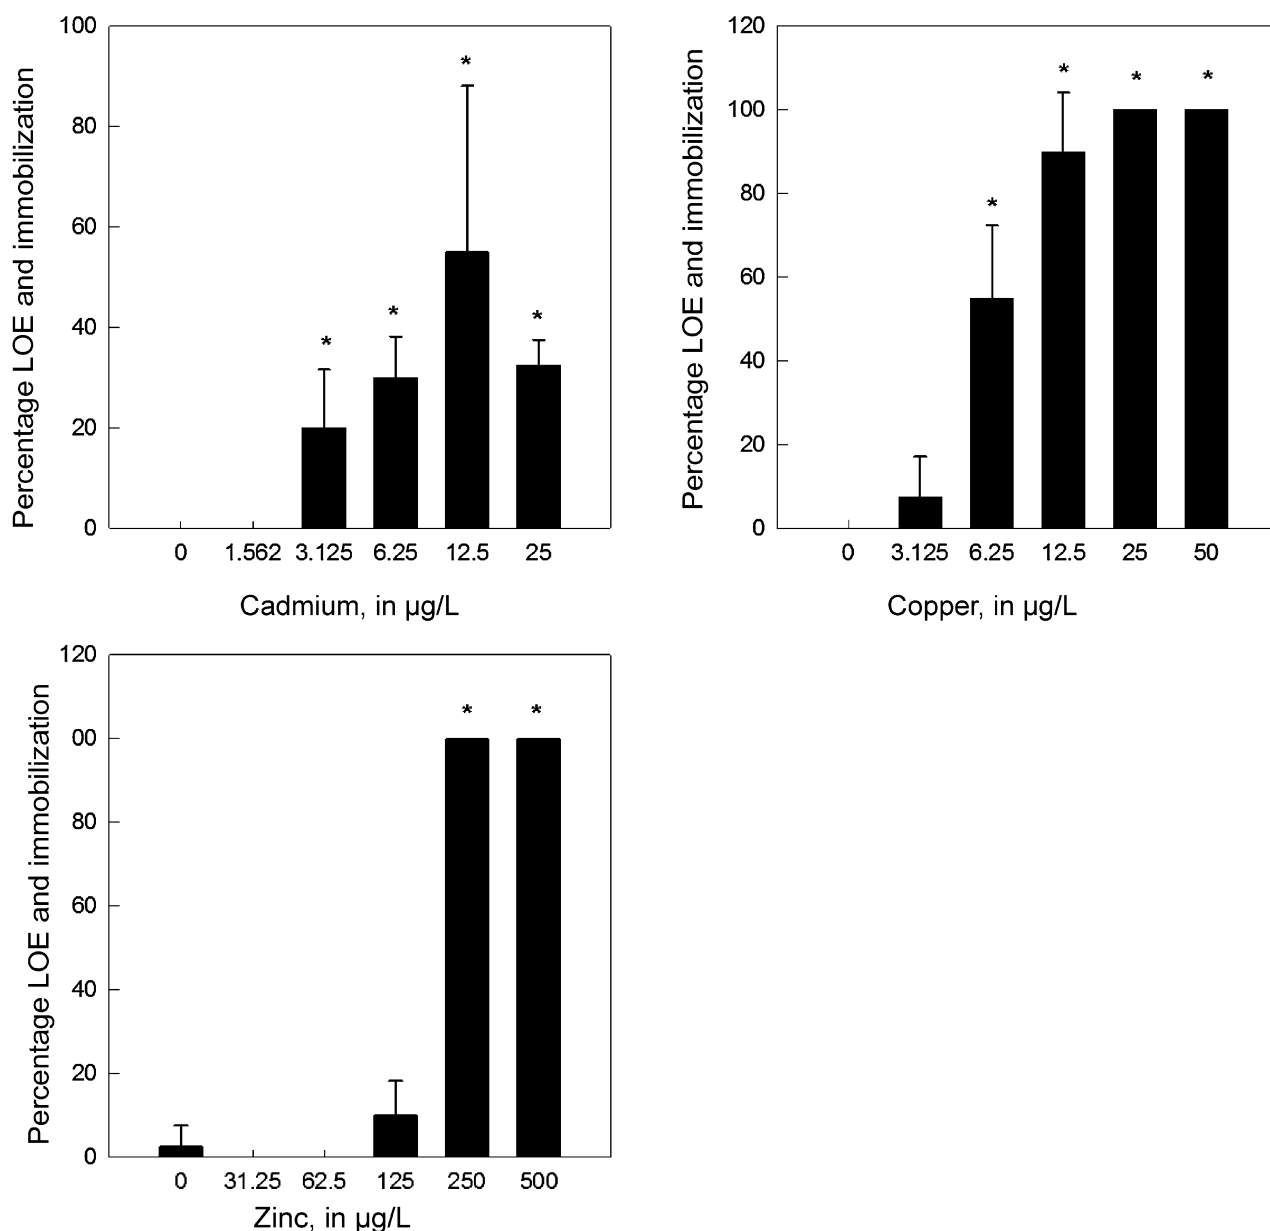 Percentage LOE and immobilization
100
80
60
40
20
0
* * * *
0 1.562 3.125 6.25 12.5 25
Cadmium, in µg/L
Percentage LOE and immobilization
120
100
80
60
40
20
0
* * * *
0 3.125 6.25 12.5 25 50
Copper, in µg/L
Percentage LOE and immobilization
120
00
80
60
40
20
0
* *
0 31.25 62.5 125 250 500
Zinc, in µg/L